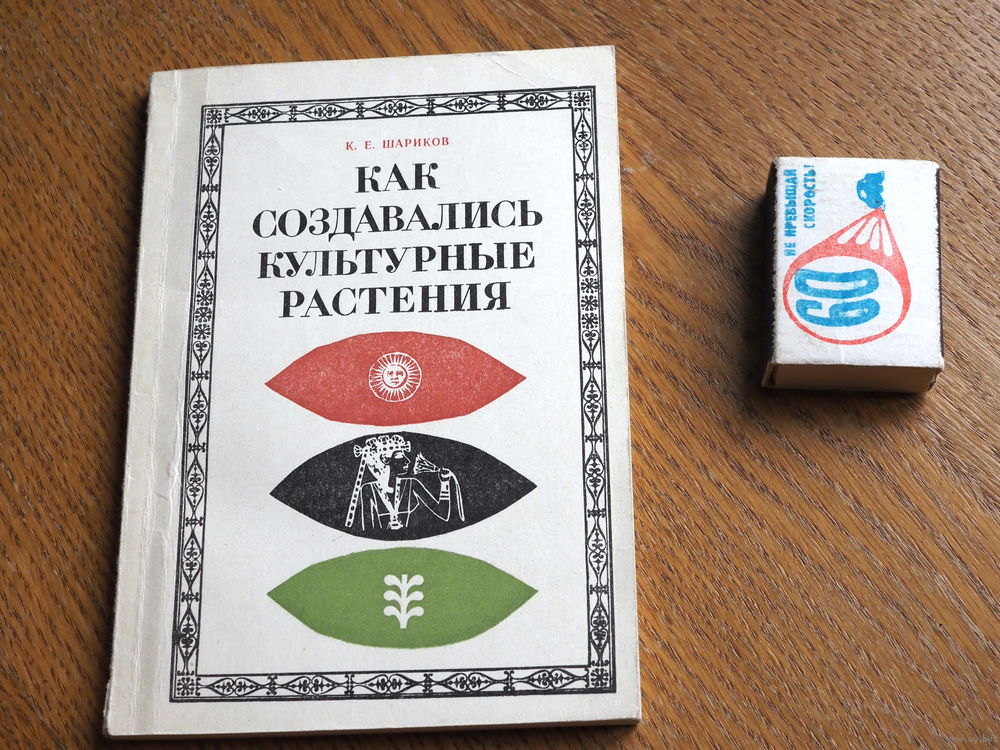 К. Е. ШАРИКОВ
КАК
СОЗДАВАЛИСЬ
КУЛЬТУРНЫЕ
РАСТЕНИЯ
НЕ ПРЕВЫШАЙ
СКОРОСТЬ!
60